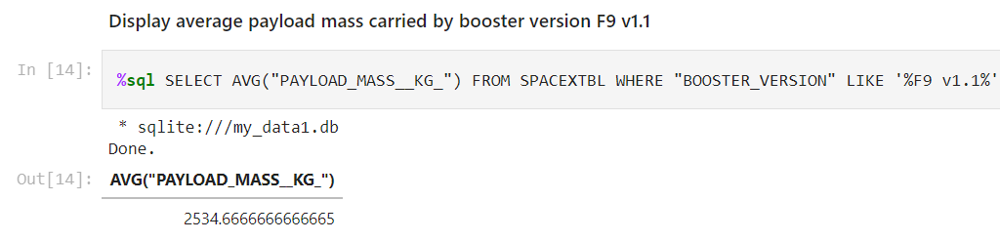 Display average payload mass carried by booster version F9 v1.1
In [14]: %sql SELECT AVG("PAYLOAD_MASS__KG_") FROM SPACEXTBL WHERE "BOOSTER_VERSION" LIKE '%F9 v1.1%'
* sqlite:///my_data1.db
Done.
Out[14]: AVG("PAYLOAD_MASS__KG_")
2534.6666666666665